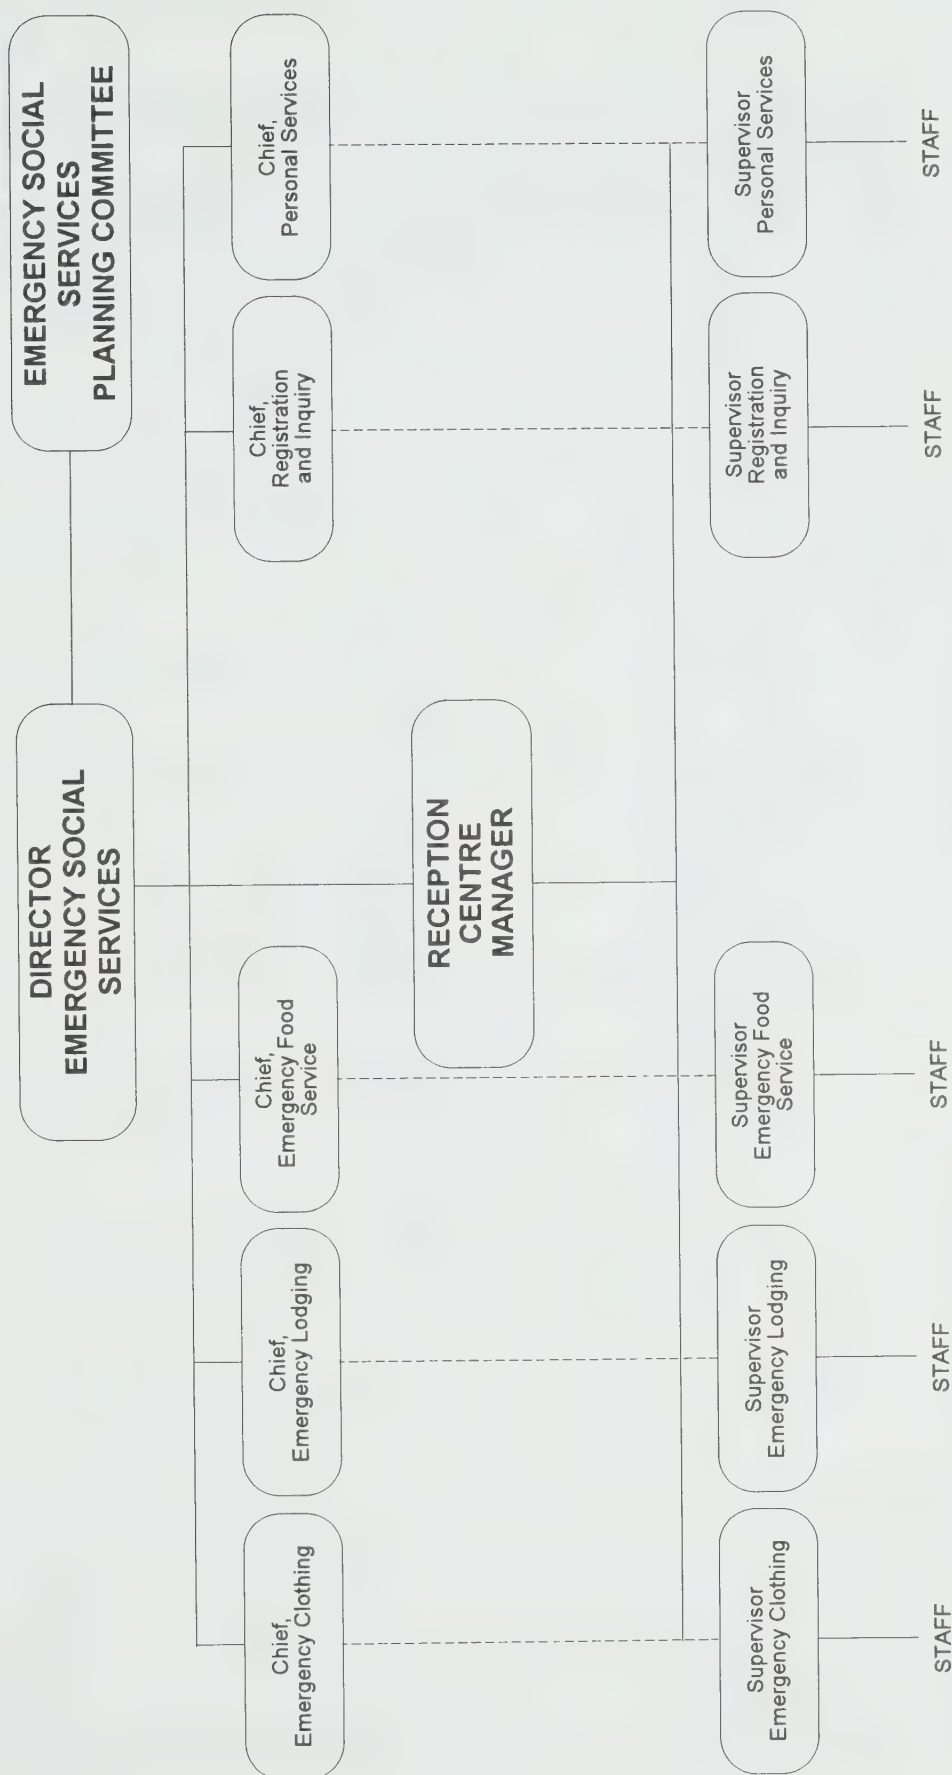 EMERGENCY SOCIAL
SERVICES
PLANNING COMMITTEE
DIRECTOR
EMERGENCY SOCIAL
SERVICES
Chief,
Emergency Clothing
Chief,
Emergency Lodging
Chief,
Emergency Food
Service
Chief,
Registration
and Inquiry
Chief,
Personal Services
RECEPTION
CENTRE
MANAGER
Supervisor
Emergency Clothing
Supervisor
Emergency Lodging
Supervisor
Emergency Food
Service
Supervisor
Registration
and Inquiry
Supervisor
Personal Services
STAFF
STAFF
STAFF
STAFF
STAFF